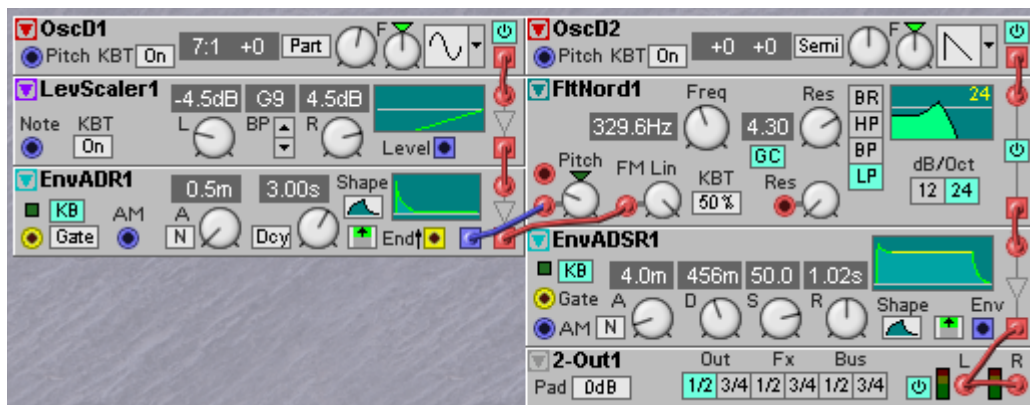 OscD1
Pitch KBT On 7:1 +0 Part F
LevScaler1
-4.5dB G9 4.5dB
Note KBT L BP R
On Level
EnvADR1
0.5m 3.00s Shape
KB AM A
Gate N Dcy End
OscD2
Pitch KBT On +0 +0 Semi F
FltNord1 Freq Res BR 24
329.6Hz 4.30 HP
GC BP
Pitch FM Lin KBT Res LP dB/Oct
50% 12 24
EnvADSR1
KB 4.0m 456m 50.0 1.02s
Gate A D S R Shape Env
AM N
2-Out1 Out Fx Bus L R
Pad 0dB 1/2 3/4 1/2 3/4 1/2 3/4